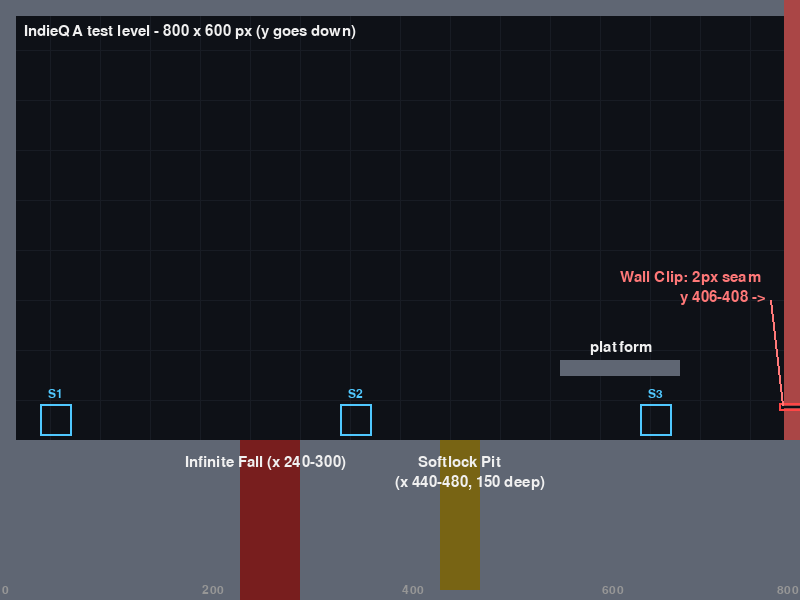 IndieQA test level - 800 x 600 px (y goes down)
Wall Clip: 2px seam
y 406-408 ->
platform
S1
S2
S3
Infinite Fall (x 240-300)
Softlock Pit
(x 440-480, 150 deep)
0
200
400
600
800